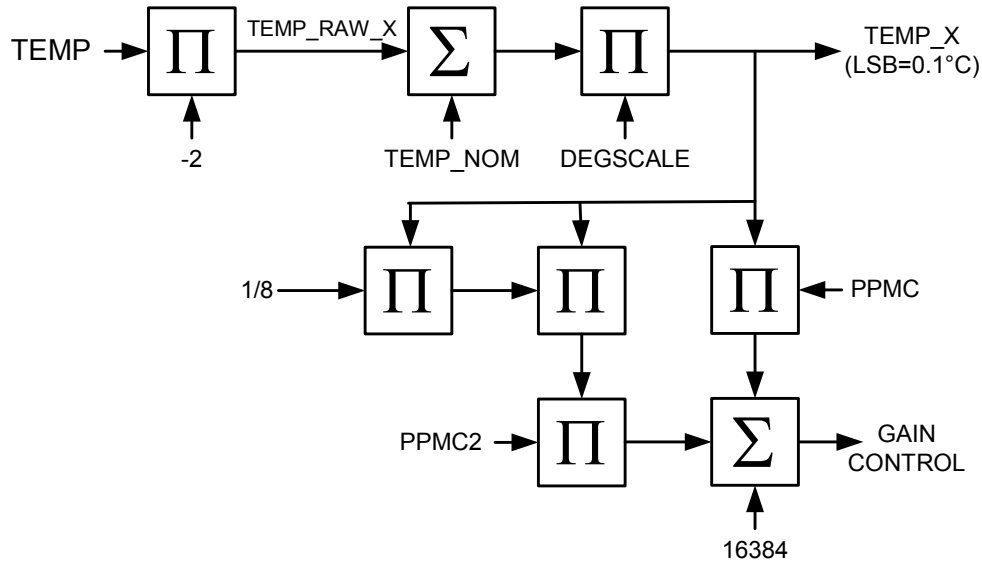 TEMP
Π
TEMP_RAW_X
Σ
Π
TEMP_X
(LSB=0.1°C)
-2
TEMP_NOM
DEGSCALE
1/8
Π
Π
Π
PPMC
PPMC2
Π
Σ
GAIN
CONTROL
16384